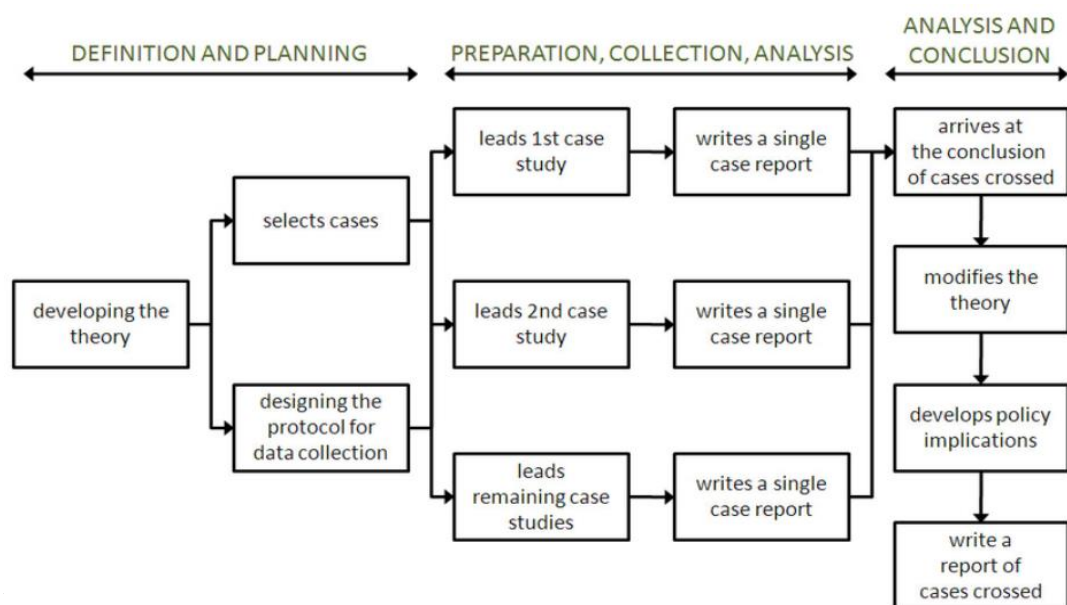 DEFINITION AND PLANNING
PREPARATION, COLLECTION, ANALYSIS
ANALYSIS AND
CONCLUSION
developing the
theory
selects cases
designing the
protocol for
data collection
leads 1st case
study
writes a single
case report
leads 2nd case
study
writes a single
case report
leads
remaining case
studies
writes a single
case report
arrives at
the conclusion
of cases crossed
modifies the
theory
develops policy
implications
write a
report of
cases crossed